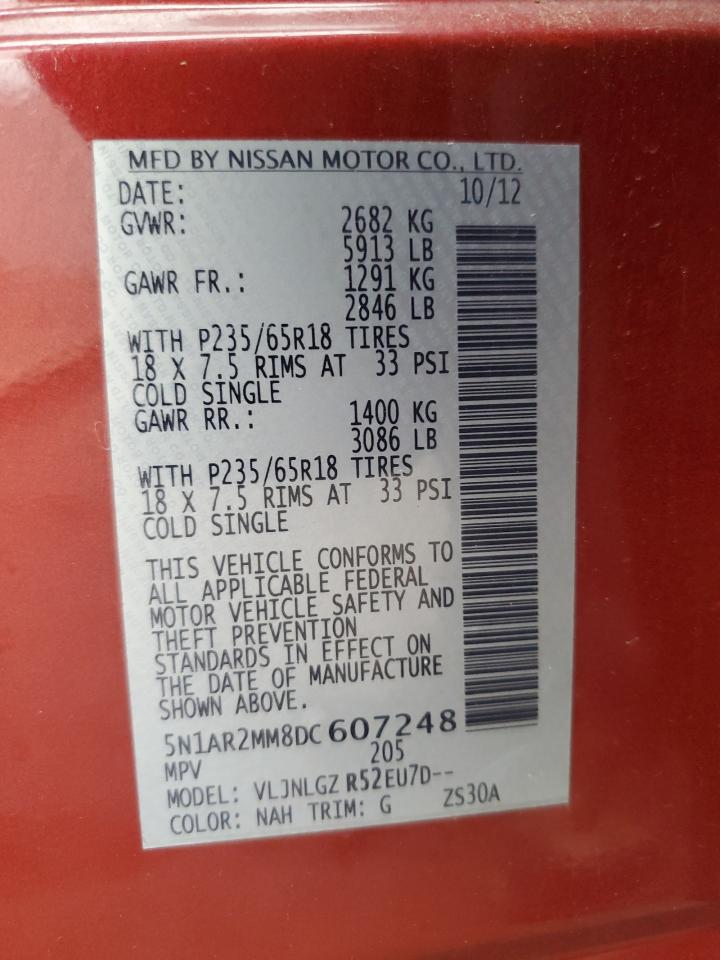 MFD BY NISSAN MOTOR CO., LTD.
DATE: 10/12
GVWR: 2682 KG
5913 LB
GAWR FR.: 1291 KG
2846 LB
WITH P235/65R18 TIRES
18 X 7.5 RIMS AT 33 PSI
COLD SINGLE
GAWR RR.: 1400 KG
3086 LB
WITH P235/65R18 TIRES
18 X 7.5 RIMS AT 33 PSI
COLD SINGLE
THIS VEHICLE CONFORMS TO
ALL APPLICABLE FEDERAL
MOTOR VEHICLE SAFETY AND
THEFT PREVENTION
STANDARDS IN EFFECT ON
THE DATE OF MANUFACTURE
SHOWN ABOVE.
5N1AR2MM8DC 607248
MPV 205
MODEL: VLJNLGZ R52EU7D--
COLOR: NAH TRIM: G ZS30A